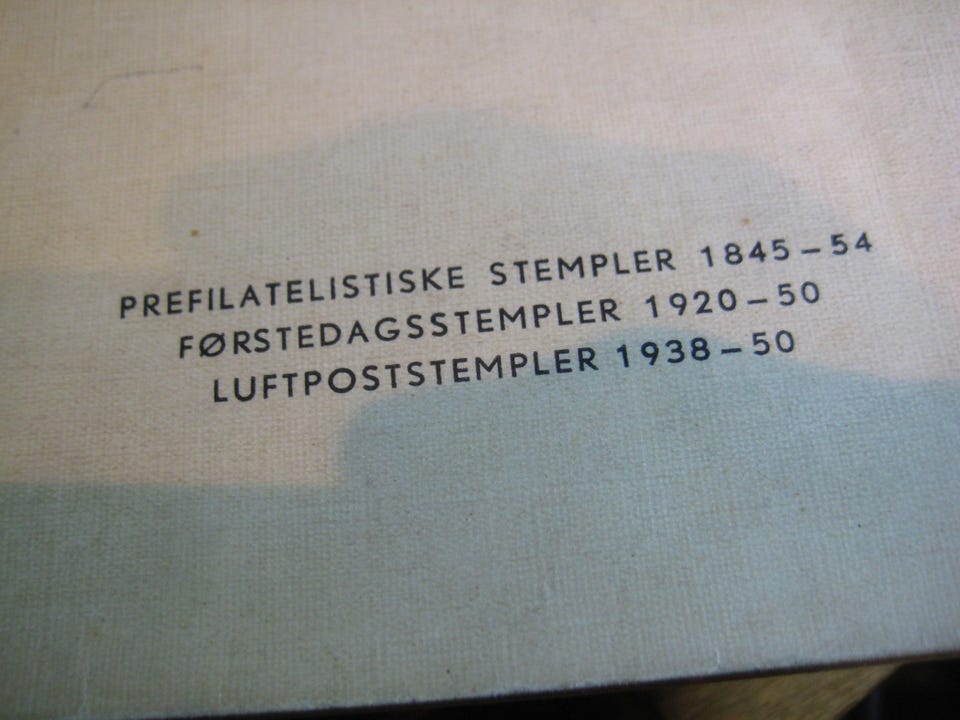 PREFILATELISTISKE STEMPLER 1845–54
FØRSTEDAGSSTEMPLER 1920–50
LUFTPOSTSTEMPLER 1938–50